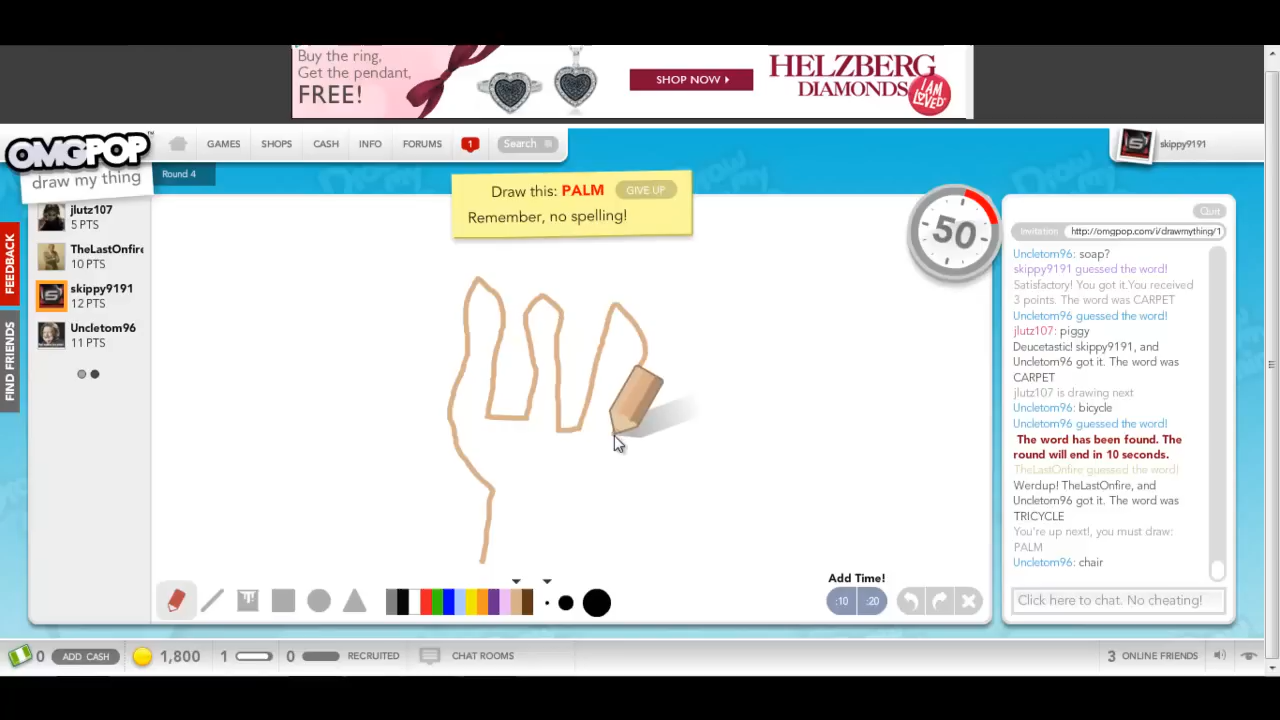 Buy the ring,
Get the pendant,
FREE!
SHOP NOW
HELZBERG
DIAMONDS
I AM
LOVED
OMGPOP™
draw my thing
GAMES SHOPS CASH INFO FORUMS 1 Search
skippy9191
Round 4
Draw this: PALM GIVE UP
Remember, no spelling!
50
FEEDBACK
FIND FRIENDS
jlutz107
5 PTS
TheLastOnfire
10 PTS
skippy9191
12 PTS
Uncletom96
11 PTS
Quit
Invitation http://omgpop.com/i/drawmything/1
Uncletom96: soap?
skippy9191 guessed the word!
Satisfactory! You got it.You received
3 points. The word was CARPET
Uncletom96 guessed the word!
jlutz107: piggy
Deucetastic! skippy9191, and
Uncletom96 got it. The word was
CARPET
jlutz107 is drawing next
Uncletom96: bicycle
Uncletom96 guessed the word!
The word has been found. The
round will end in 10 seconds.
TheLastOnfire guessed the word!
Werdup! TheLastOnfire, and
Uncletom96 got it. The word was
TRICYCLE
You're up next!, you must draw:
PALM
Uncletom96: chair
Click here to chat. No cheating!
Add Time!
:10 :20
0 ADD CASH 1,800 1 0 RECRUITED CHAT ROOMS 3 ONLINE FRIENDS